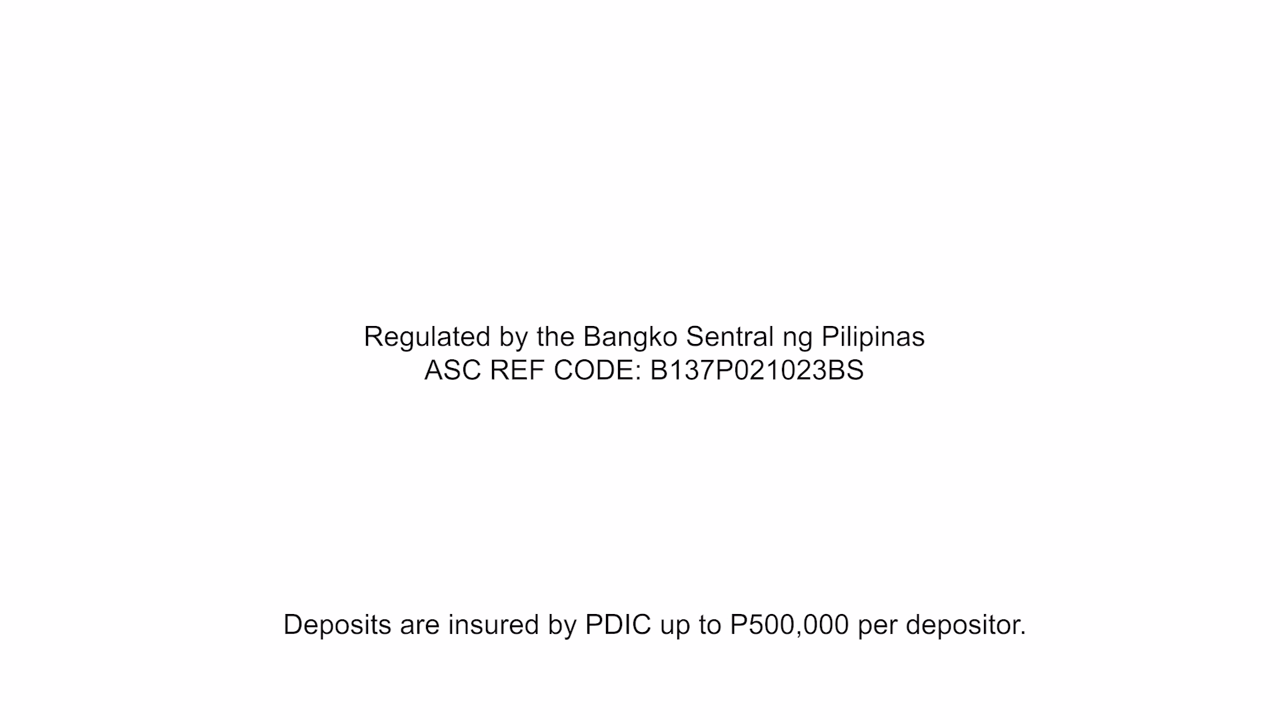 Regulated by the Bangko Sentral ng Pilipinas
ASC REF CODE: B137P021023BS
Deposits are insured by PDIC up to P500,000 per depositor.